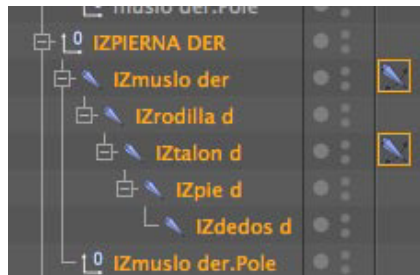 muslo der.Pole
IZPIERNA DER
IZmuslo der
IZrodilla d
IZtalon d
IZpie d
IZdedos d
IZmuslo der.Pole